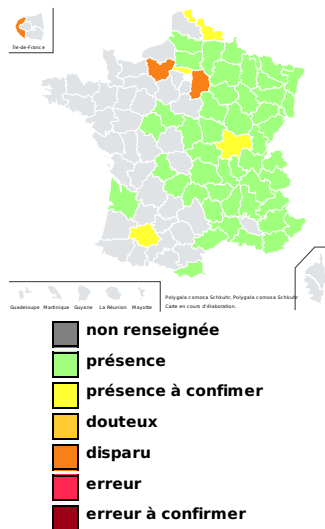 Île-de-France
Guadeloupe Martinique Guyane La Réunion Mayotte
Polygala comosa Schkuhr, Polygala comosa Schkuhr
Carte en cours d'élaboration.
non renseignée
présence
présence à confimer
douteux
disparu
erreur
erreur à confirmer